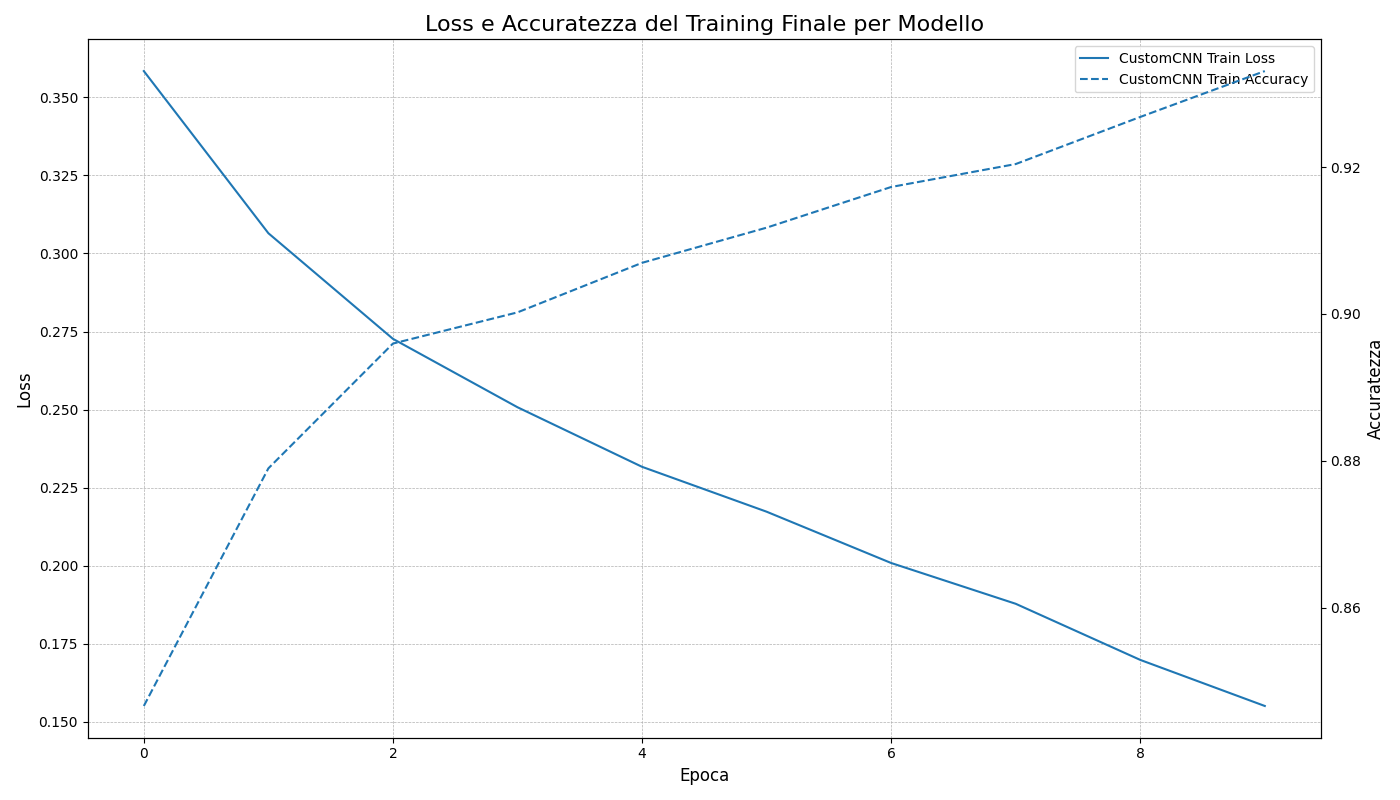 Loss e Accuratezza del Training Finale per Modello
CustomCNN Train Loss
CustomCNN Train Accuracy
Loss
0.350
0.325
0.300
0.275
0.250
0.225
0.200
0.175
0.150
0.92
0.90
0.88
0.86
Accuratezza
0 2 4 6 8
Epoca